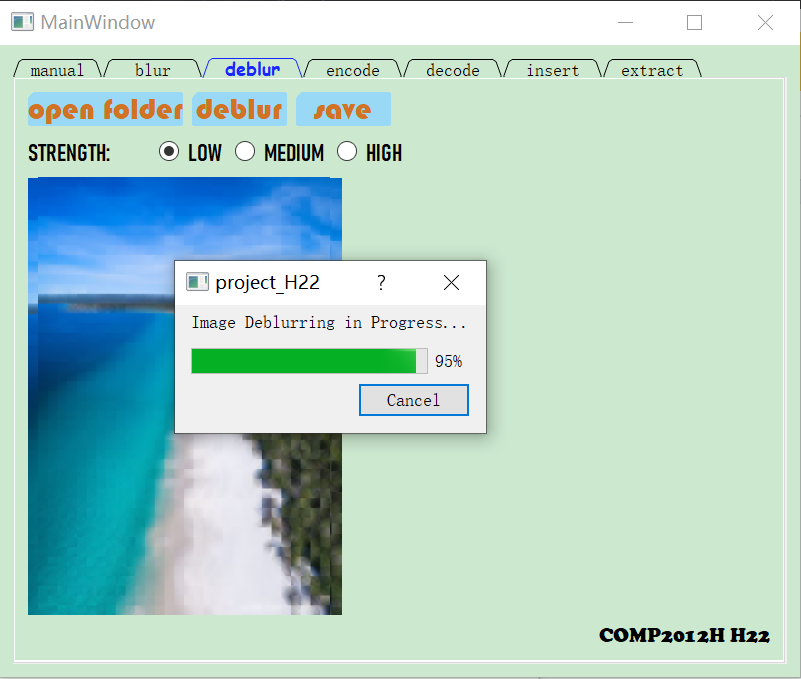 MainWindow
manual blur deblur encode decode insert extract
open folder deblur save
STRENGTH: LOW MEDIUM HIGH
project_H22 ?
Image Deblurring in Progress...
95%
Cancel
COMP2012H H22